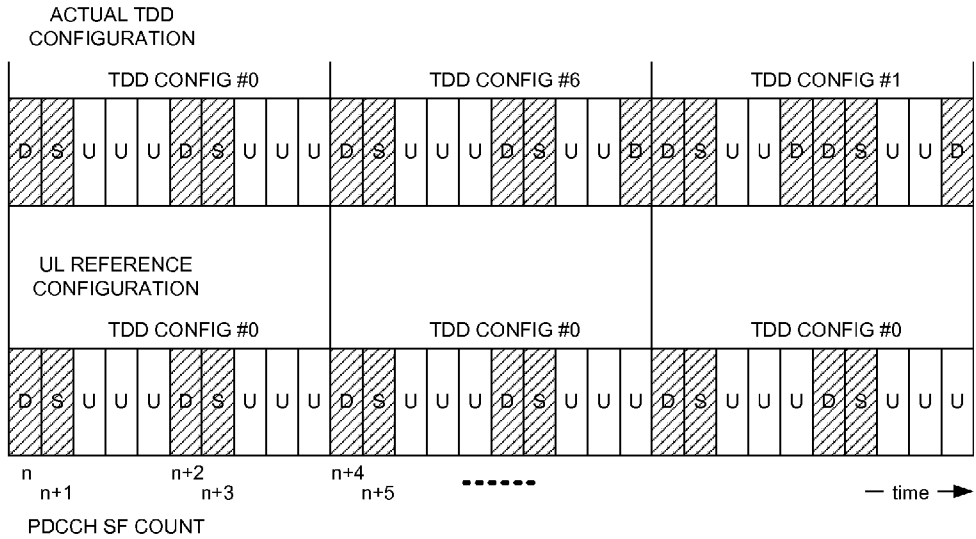 ACTUAL TDD
CONFIGURATION
TDD CONFIG #0 TDD CONFIG #6 TDD CONFIG #1
D S U U U D S U U U D S U U U D S U U D D S U U D D S U U D
UL REFERENCE
CONFIGURATION
TDD CONFIG #0 TDD CONFIG #0 TDD CONFIG #0
D S U U U D S U U U D S U U U D S U U U D S U U U D S U U U
n n+2 n+4
n+1 n+3 n+5 time
PDCCH SF COUNT